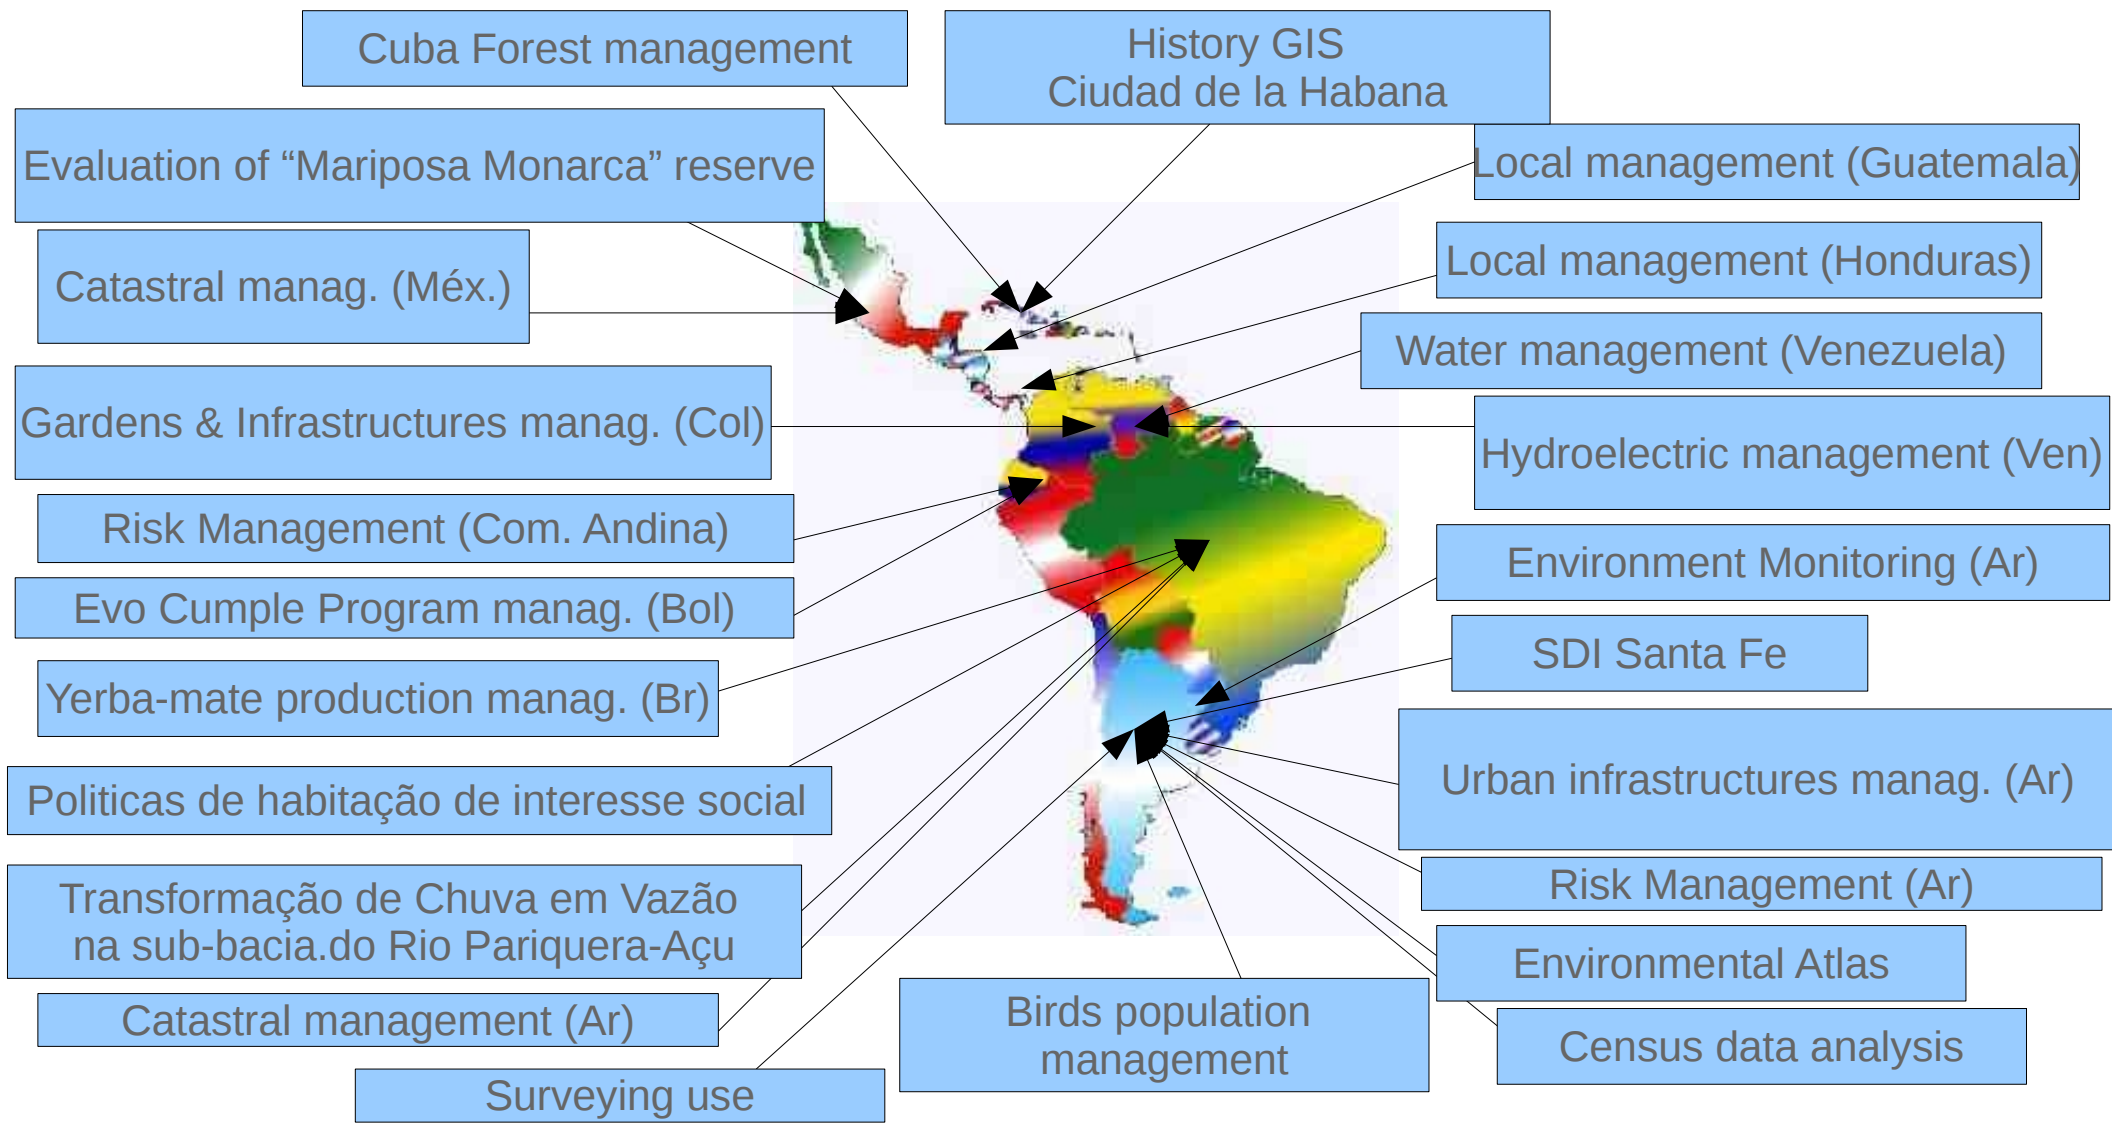 Cuba Forest management
History GIS
Ciudad de la Habana
Evaluation of “Mariposa Monarca” reserve
Local management (Guatemala)
Catastral manag. (Méx.)
Local management (Honduras)
Water management (Venezuela)
Gardens & Infrastructures manag. (Col)
Hydroelectric management (Ven)
Risk Management (Com. Andina)
Environment Monitoring (Ar)
Evo Cumple Program manag. (Bol)
SDI Santa Fe
Yerba-mate production manag. (Br)
Urban infrastructures manag. (Ar)
Politicas de habitação de interesse social
Risk Management (Ar)
Transformação de Chuva em Vazão
na sub-bacia.do Rio Pariquera-Açu
Environmental Atlas
Catastral management (Ar)
Birds population
management
Census data analysis
Surveying use